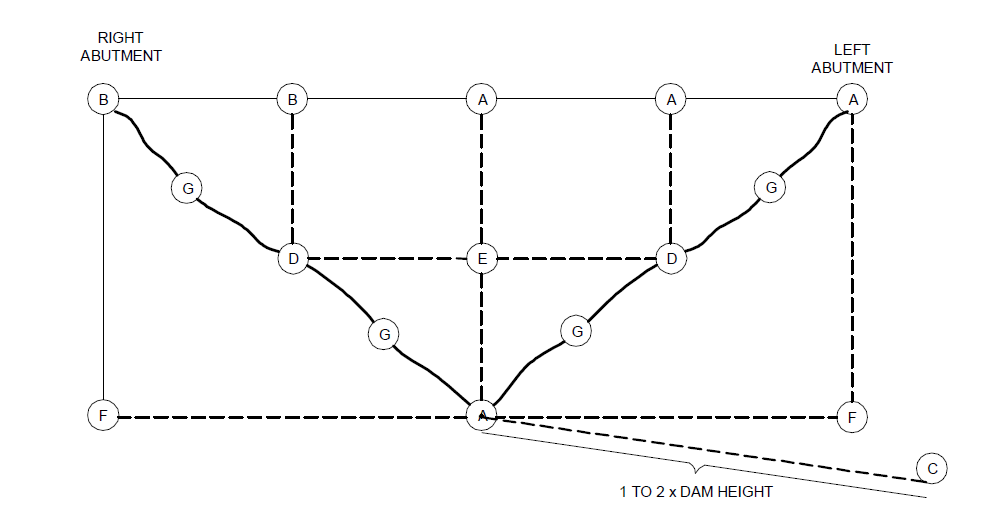 RIGHT
ABUTMENT
LEFT
ABUTMENT
B
B
A
A
A
G
G
D
E
D
G
G
F
A
F
C
1 TO 2 x DAM HEIGHT